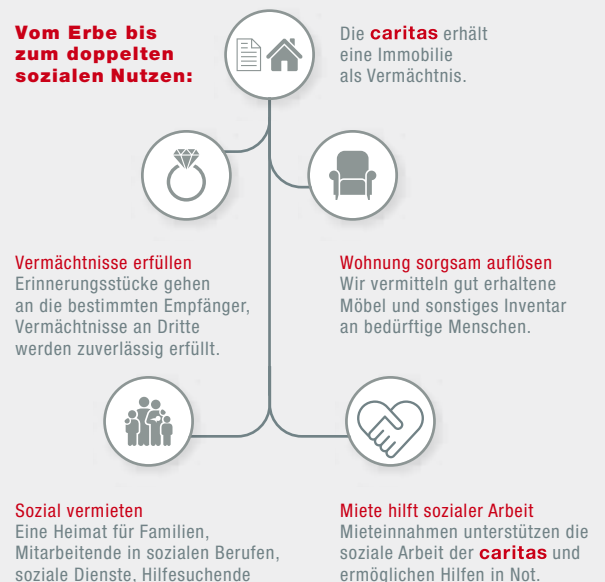 Vom Erbe bis
zum doppelten
sozialen Nutzen:
Die caritas erhält
eine Immobilie
als Vermächtnis.
Vermächtnisse erfüllen
Erinnerungsstücke gehen
an die bestimmten Empfänger,
Vermächtnisse an Dritte
werden zuverlässig erfüllt.
Wohnung sorgsam auflösen
Wir vermitteln gut erhaltene
Möbel und sonstiges Inventar
an bedürftige Menschen.
Sozial vermieten
Eine Heimat für Familien,
Mitarbeitende in sozialen Berufen,
soziale Dienste, Hilfesuchende
Miete hilft sozialer Arbeit
Mieteinnahmen unterstützen die
soziale Arbeit der caritas und
ermöglichen Hilfen in Not.